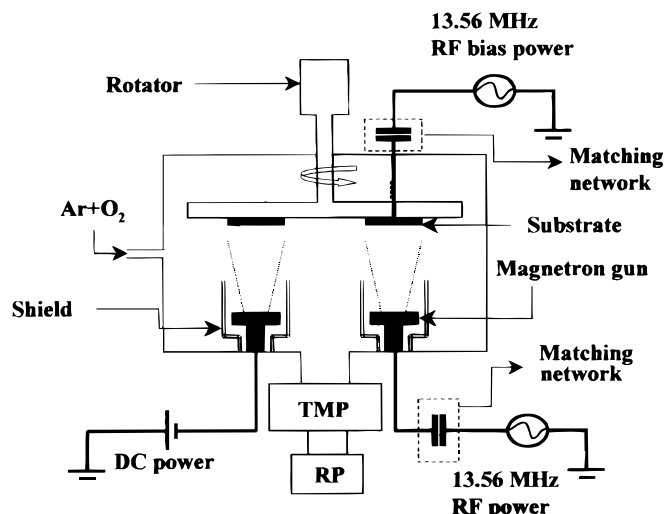 13.56 MHz
RF bias power
Rotator
Matching
network
Ar+O₂
Substrate
Magnetron gun
Shield
Matching
network
TMP
DC power
RP
13.56 MHz
RF power